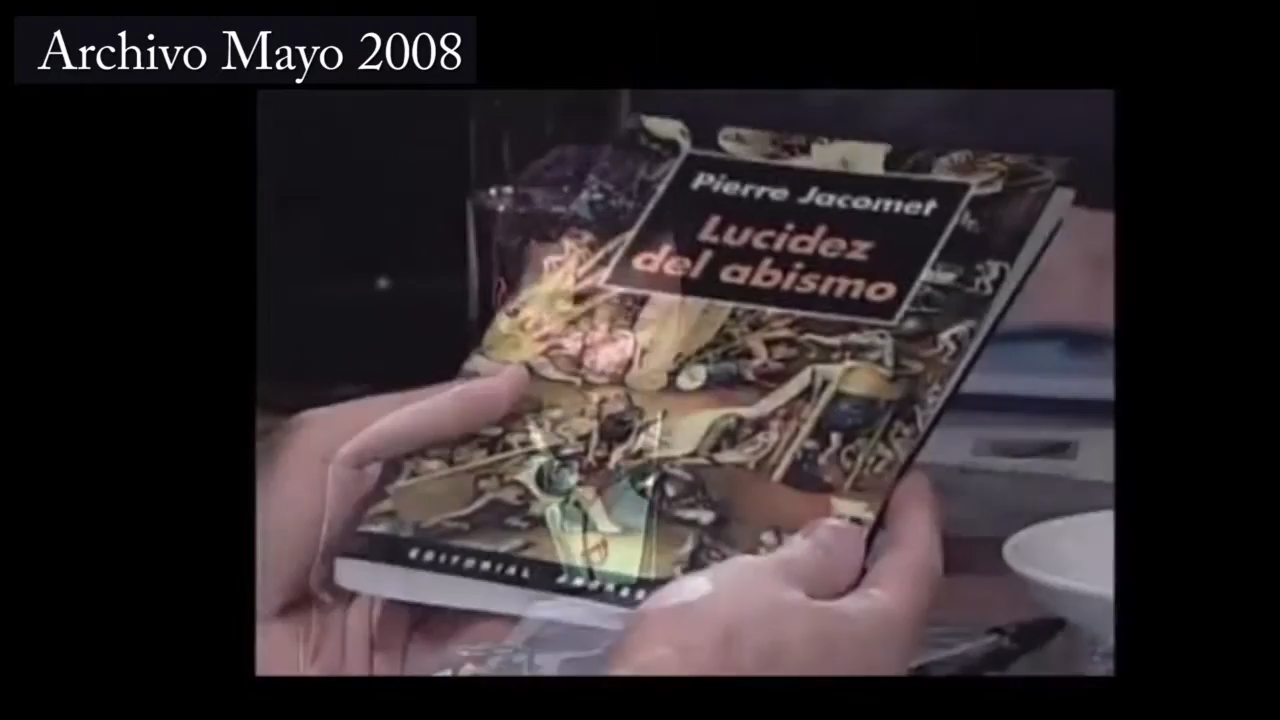 Archivo Mayo 2008
Pierre Jacomet
Lucidez
del abismo
EDITORIAL